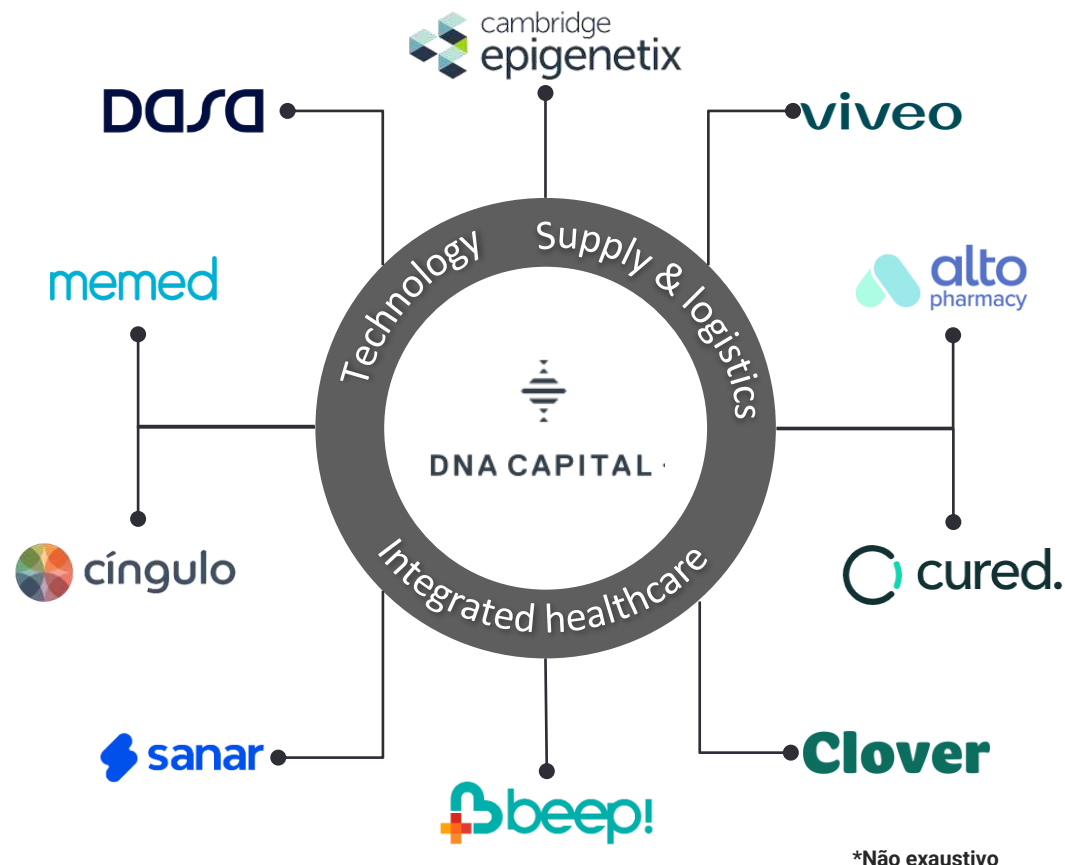 cambridge
epigenetix
Dasa
viveo
Technology
Supply & logistics
memed
alto
pharmacy
DNA CAPITAL
cíngulo
cured.
Integrated healthcare
sanar
Clover
beep!
*Não exaustivo